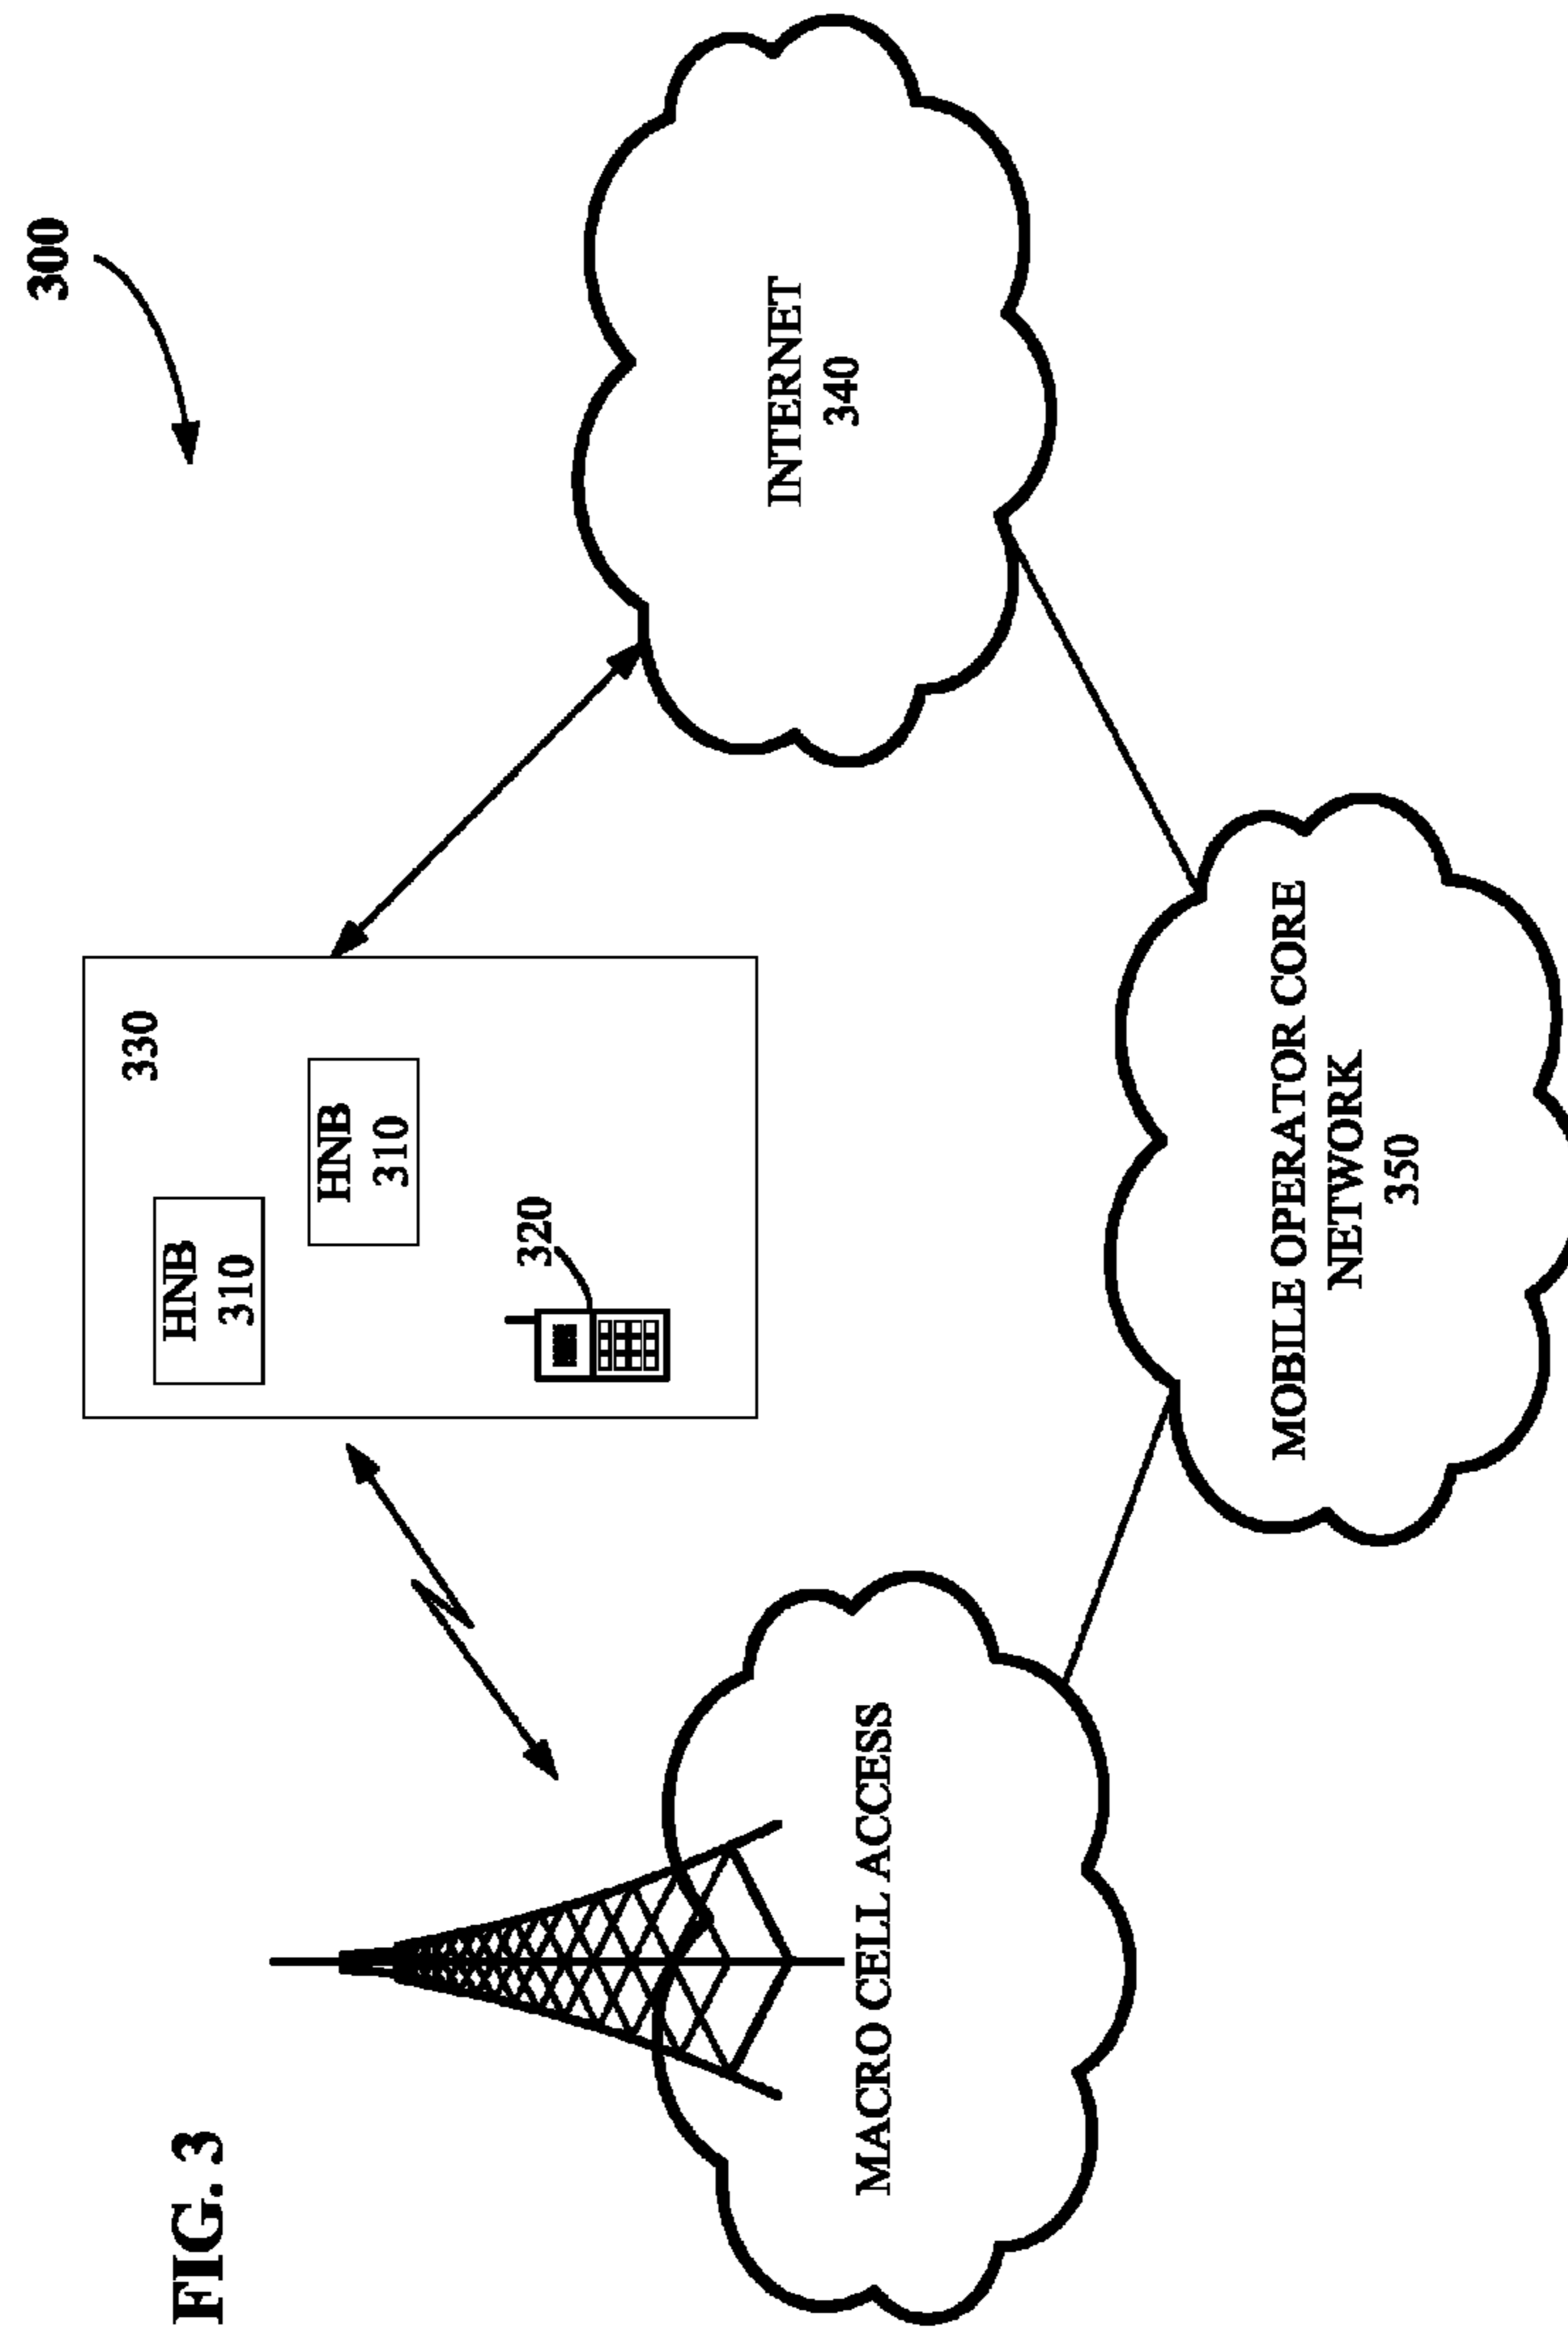 FIG. 3
300
330
HNB
310
HNB
310
320
INTERNET
340
MACRO CELL ACCESS
MOBILE OPERATOR CORE
NETWORK
350